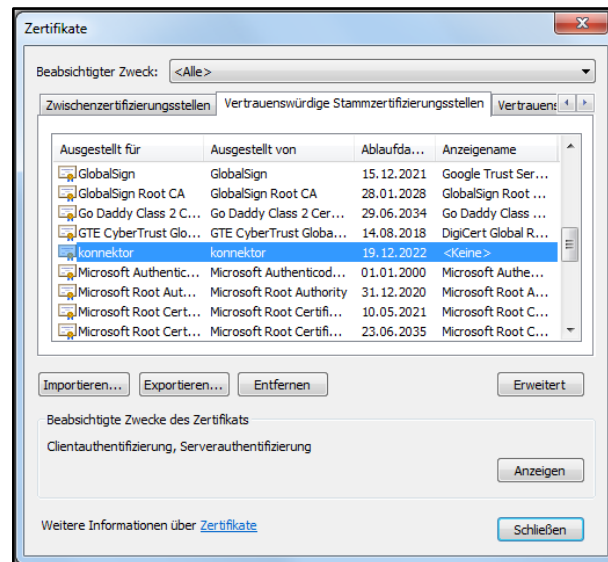 Zertifikate
Beabsichtigter Zweck: <Alle>
Zwischenzertifizierungsstellen Vertrauenswürdige Stammzertifizierungsstellen Vertrauens
Ausgestellt für Ausgestellt von Ablaufda... Anzeigename
GlobalSign GlobalSign 15.12.2021 Google Trust Ser...
GlobalSign Root CA GlobalSign Root CA 28.01.2028 GlobalSign Root ...
Go Daddy Class 2 C... Go Daddy Class 2 Cer... 29.06.2034 Go Daddy Class ...
GTE CyberTrust Glo... GTE CyberTrust Globa... 14.08.2018 DigiCert Global R...
konnektor konnektor 19.12.2022 <Keine>
Microsoft Authentic... Microsoft Authenticod... 01.01.2000 Microsoft Authe...
Microsoft Root Aut... Microsoft Root Authority 31.12.2020 Microsoft Root A...
Microsoft Root Cert... Microsoft Root Certifi... 10.05.2021 Microsoft Root C...
Microsoft Root Cert... Microsoft Root Certifi... 23.06.2035 Microsoft Root C...
Importieren... Exportieren... Entfernen Erweitert
Beabsichtigte Zwecke des Zertifikats
Clientauthentifizierung, Serverauthentifizierung
Anzeigen
Weitere Informationen über Zertifikate
Schließen